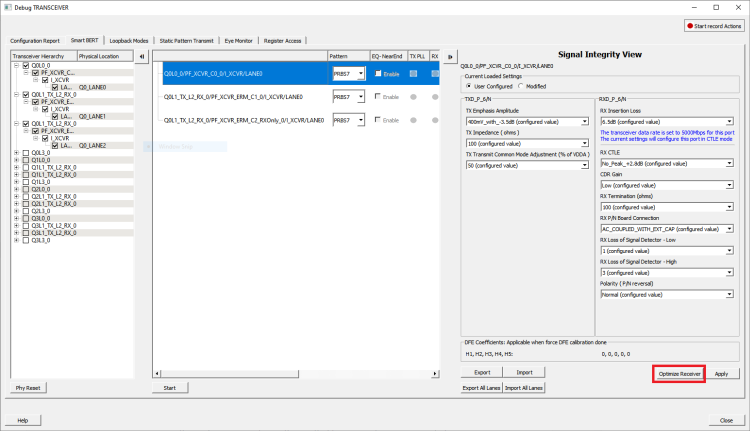 Debug TRANSCEIVER
Start record Actions
Configuration Report
Smart BERT
Loopback Modes
Static Pattern Transmit
Eye Monitor
Register Access
Transceiver Hierarchy
Physical Location
Q0L0_0
PF_XCVR_C...
I_XCVR
LA... Q0_LANE0
Q0L1_TX_L2_RX_0
PF_XCVR_E...
I_XCVR
LA... Q0_LANE1
Q0L1_TX_L2_RX_0
PF_XCVR_E...
I_XCVR
LA... Q0_LANE2
Q0L3_0
Q1L0_0
Q1L1_TX_L2_RX_0
Q1L1_TX_L2_RX_0
Q1L3_0
Q2L0_0
Q2L1_TX_L2_RX_0
Q2L1_TX_L2_RX_0
Q2L3_0
Q3L0_0
Q3L1_TX_L2_RX_0
Q3L1_TX_L2_RX_0
Q3L3_0
Phy Reset
Pattern
EQ- NearEnd
TX PLL
RX
Q0L0_0/PF_XCVR_C0_0/I_XCVR/LANE0
PRBS7
Enable
Q0L1_TX_L2_RX_0/PF_XCVR_ERM_C1_0/I_XCVR/LANE0
PRBS7
Enable
Q0L1_TX_L2_RX_0/PF_XCVR_ERM_C2_RXOnly_0/I_XCVR/LANE0
PRBS7
Enable
Start
Signal Integrity View
Q0L0_0/PF_XCVR_C0_0/I_XCVR/LANE0
Current Loaded Settings
User Configured
Modified
TXD_P_6/N
TX Emphasis Amplitude
400mV_with_-3.5dB (configured value)
TX Impedance ( ohms )
100 (configured value)
TX Transmit Common Mode Adjustment (% of VDDA )
50 (configured value)
RXD_P_6/N
RX Insertion Loss
6.5dB (configured value)
The transceiver data rate is set to 5000Mbps for this port
The current settings will configure this port in CTLE mode
RX CTLE
No_Peak_+2.8dB (configured value)
CDR Gain
Low (configured value)
RX Termination (ohms)
100 (configured value)
RX P/N Board Connection
AC_COUPLED_WITH_EXT_CAP (configured value)
RX Loss of Signal Detector - Low
1 (configured value)
RX Loss of Signal Detector - High
3 (configured value)
Polarity ( P/N reversal)
Normal (configured value)
DFE Coefficients: Applicable when force DFE calibration done
H1, H2, H3, H4, H5: 0, 0, 0, 0, 0
Export
Import
Optimize Receiver
Apply
Export All Lanes
Import All Lanes
Help
Close